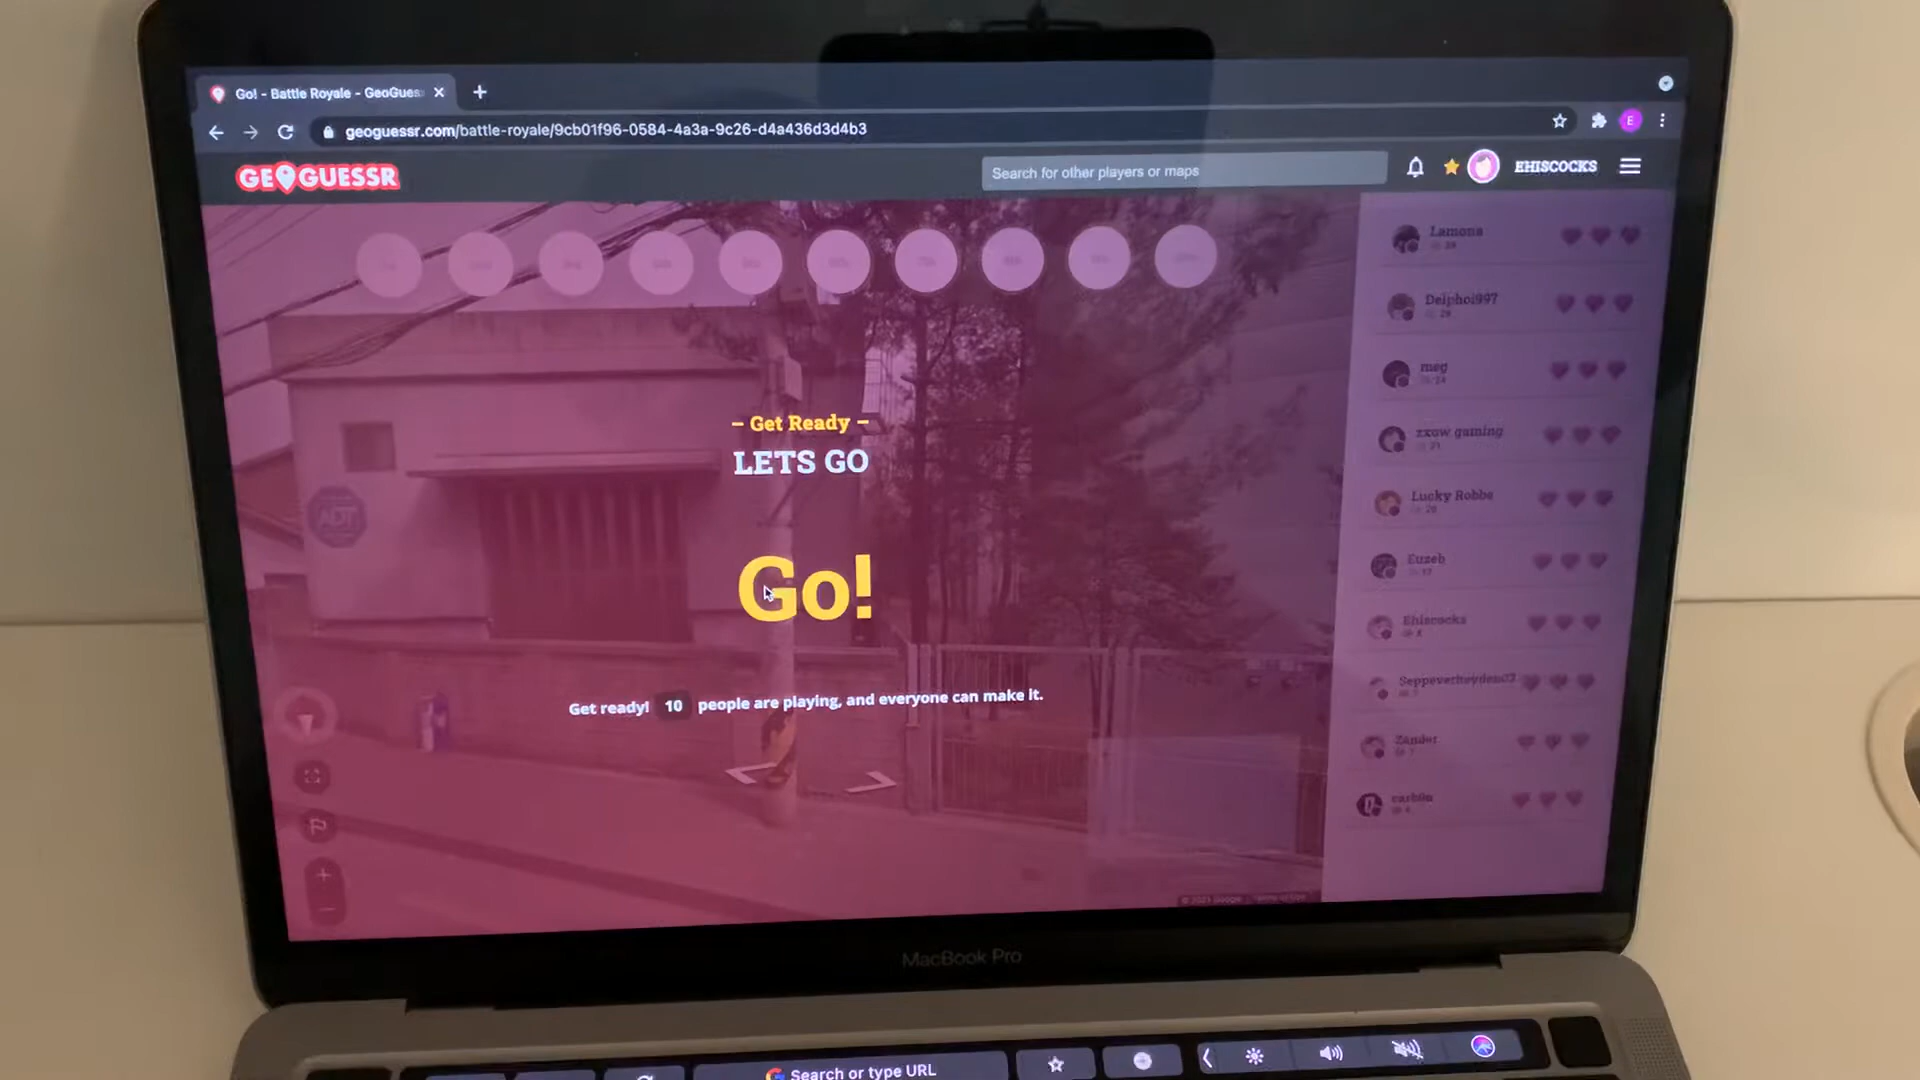 Go! - Battle Royale - GeoGues
geoguessr.com/battle-royale/9cb01f96-0584-4a3a-9c26-d4a436d3d4b3
E
GEOGUESSR
Search for other players or maps
EHISCOCKS
Lamona
Delphoi997
meg
zxow gaming
Lucky Robbe
Euzeb
Ehiscocks
Zander
ADT
– Get Ready –
LETS GO
Go!
Get ready! 10 people are playing, and everyone can make it.
MacBook Pro
Search or type URL